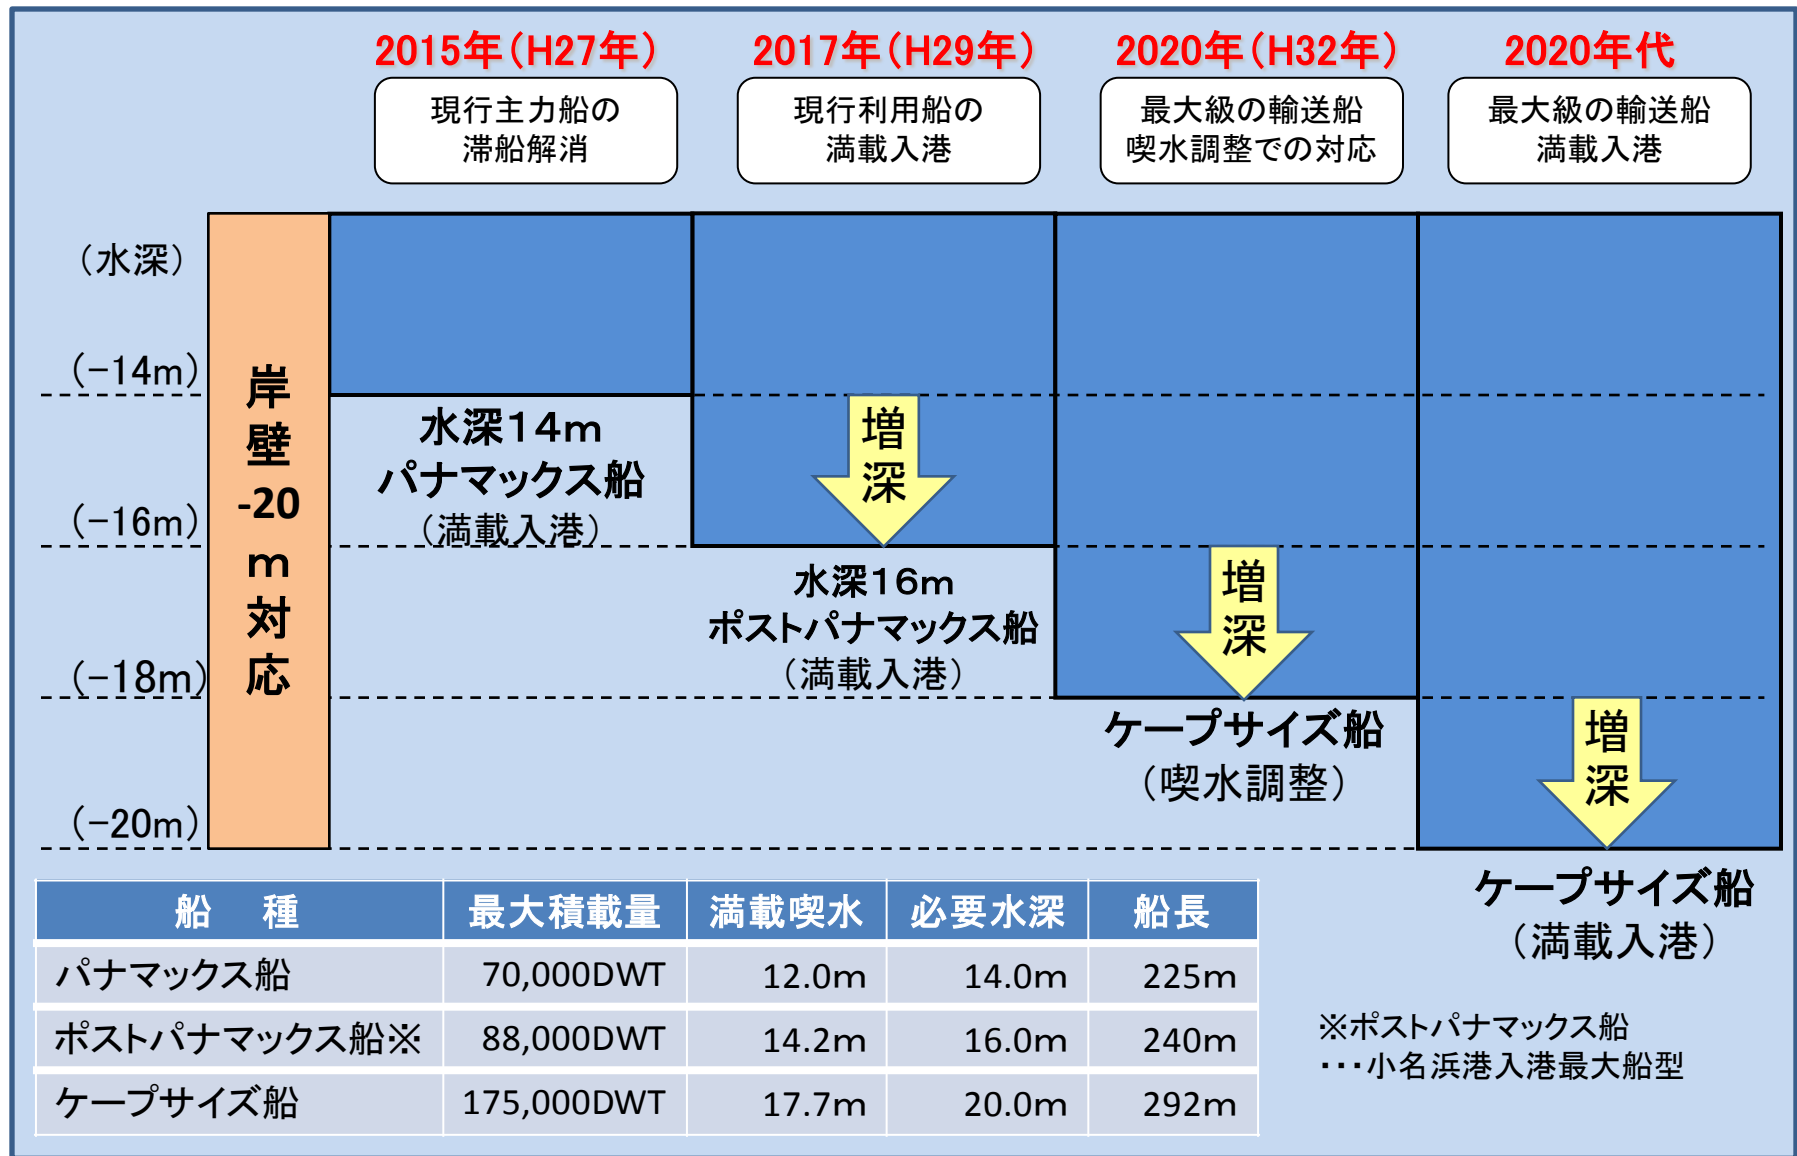 2015年(H27年)
2017年(H29年)
2020年(H32年)
2020年代
現行主力船の
滞船解消
現行利用船の
満載入港
最大級の輸送船
喫水調整での対応
最大級の輸送船
満載入港
(水深)
(-14m)
(-16m)
(-18m)
(-20m)
岸壁-20m対応
水深14m
パナマックス船
(満載入港)
増深
水深16m
ポストパナマックス船
(満載入港)
増深
ケープサイズ船
(喫水調整)
増深
ケープサイズ船
(満載入港)
船 種 最大積載量 満載喫水 必要水深 船長
パナマックス船 70,000DWT 12.0m 14.0m 225m
ポストパナマックス船※ 88,000DWT 14.2m 16.0m 240m
ケープサイズ船 175,000DWT 17.7m 20.0m 292m
※ポストパナマックス船
・・・小名浜港入港最大船型